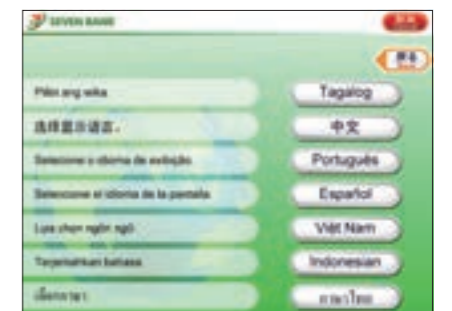 SEVEN BANK
戻る
Piliin ang wika
Tagalog
选择显示语言。
中文
Selecione o idioma de exibição
Português
Seleccione el idioma de la pantalla
Español
Lựa chọn ngôn ngữ
Việt Nam
bahasa
Indonesian
เลือกภาษา
ภาษาไทย